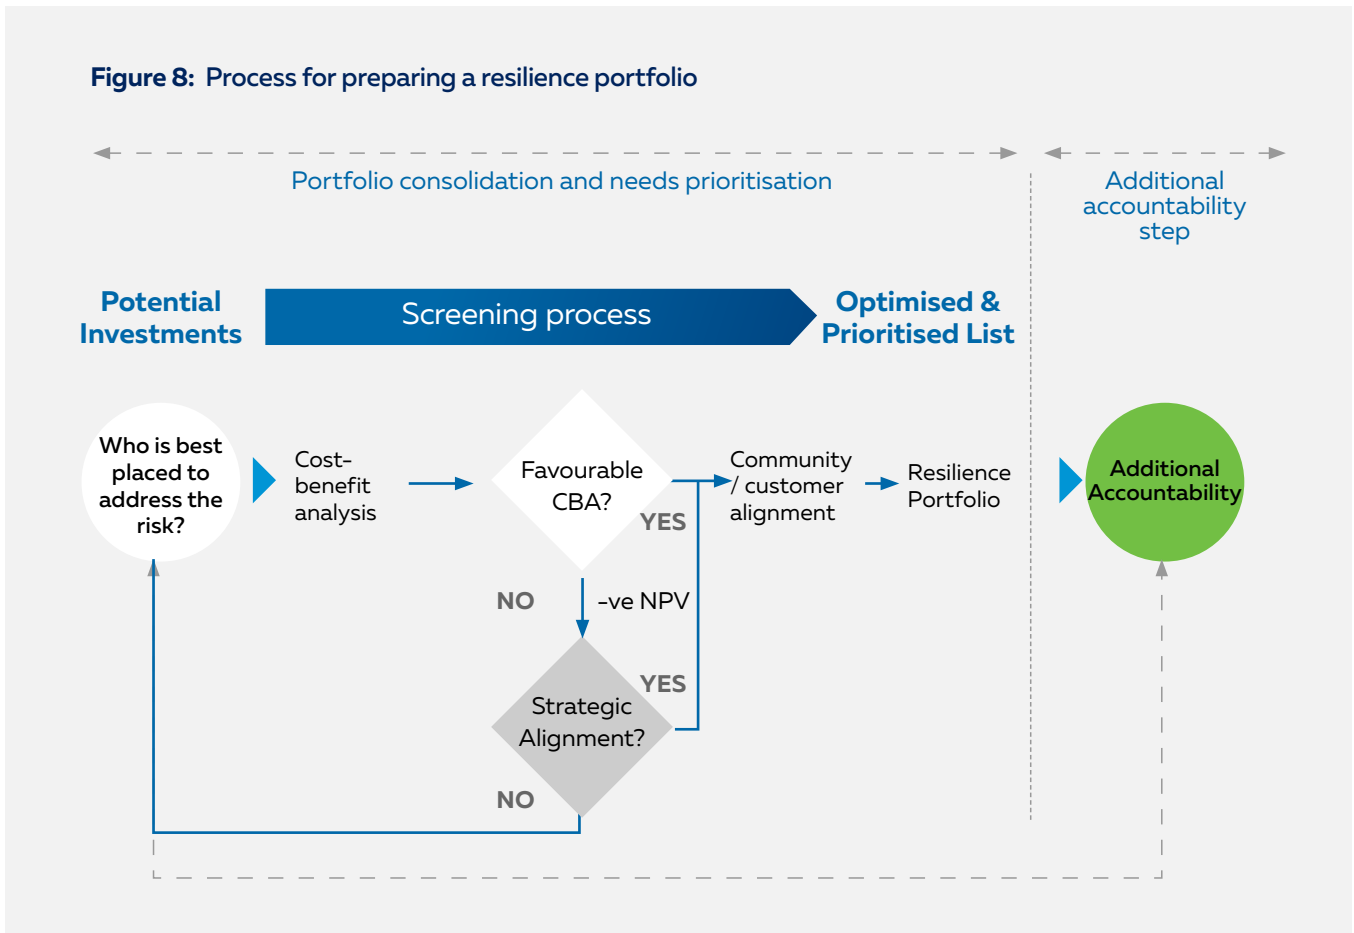 Figure 8: Process for preparing a resilience portfolio
Portfolio consolidation and needs prioritisation
Additional
accountability
step
Potential
Investments
Screening process
Optimised &
Prioritised List
Who is best
placed to
address the
risk?
Cost-
benefit
analysis
Favourable
CBA?
YES
Community
/ customer
alignment
Resilience
Portfolio
Additional
Accountability
NO
-ve NPV
YES
Strategic
Alignment?
NO